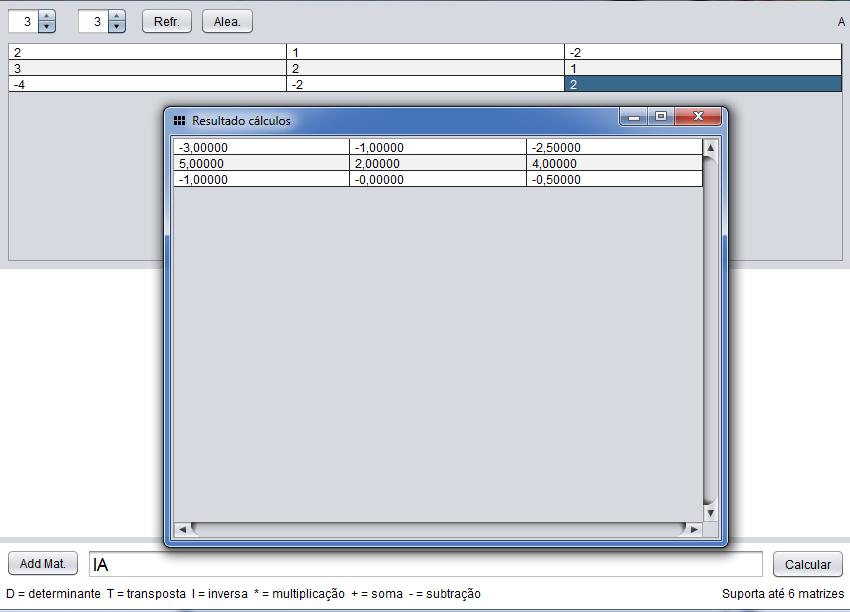 3 3 Refr. Alea. A
2 1 -2
3 2 1
-4 -2 2
Resultado cálculos
-3,00000 -1,00000 -2,50000
5,00000 2,00000 4,00000
-1,00000 -0,00000 -0,50000
Add Mat. IA Calcular
D = determinante T = transposta I = inversa * = multiplicação + = soma - = subtração Suporta até 6 matrizes